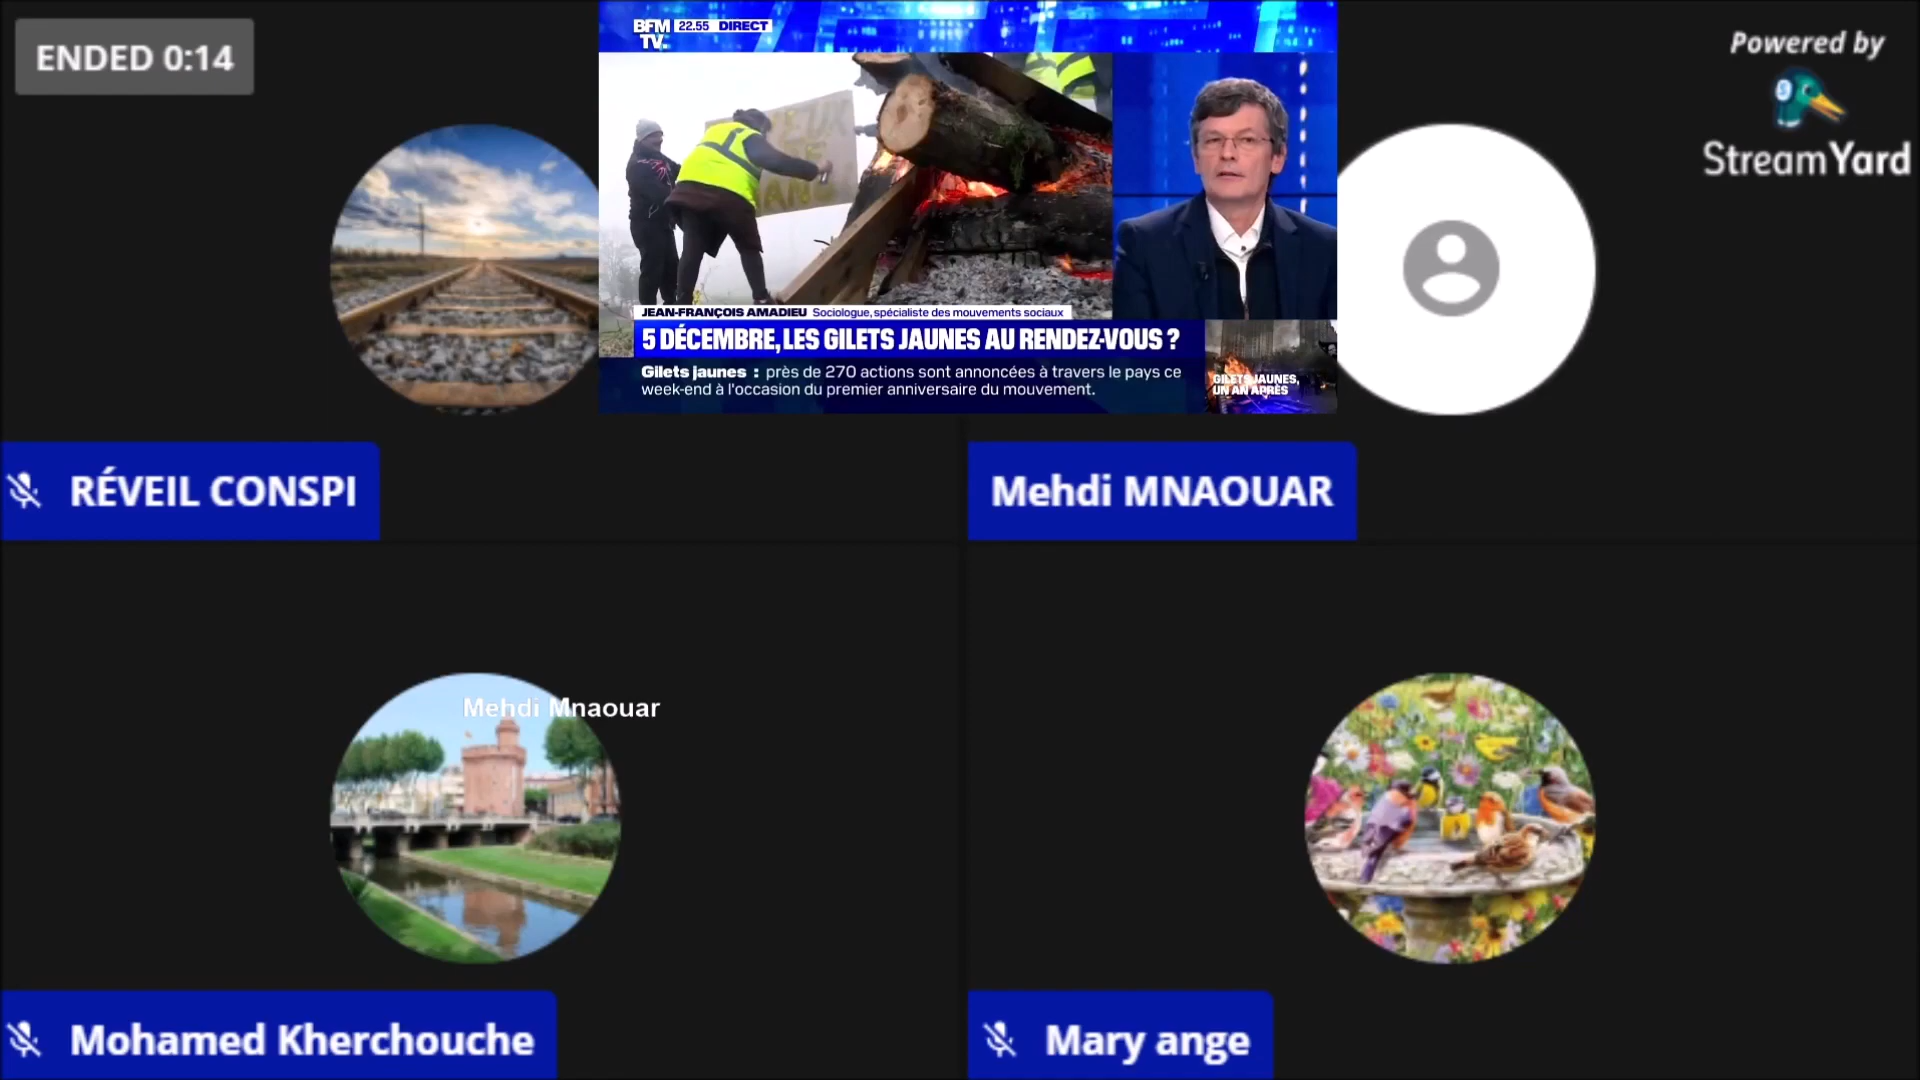 ENDED 0:14
BFM
TV.
22.55 DIRECT
Powered by
StreamYard
JEAN-FRANÇOIS AMADIEU Sociologue, spécialiste des mouvements sociaux
5 DÉCEMBRE, LES GILETS JAUNES AU RENDEZ-VOUS ?
Gilets jaunes : près de 270 actions sont annoncées à travers le pays ce
week-end à l'occasion du premier anniversaire du mouvement.
GILETS JAUNES,
UN AN APRÈS
RÉVEIL CONSPI
Mehdi MNAOUAR
Mehdi Mnaouar
Mohamed Kherchouche
Mary ange